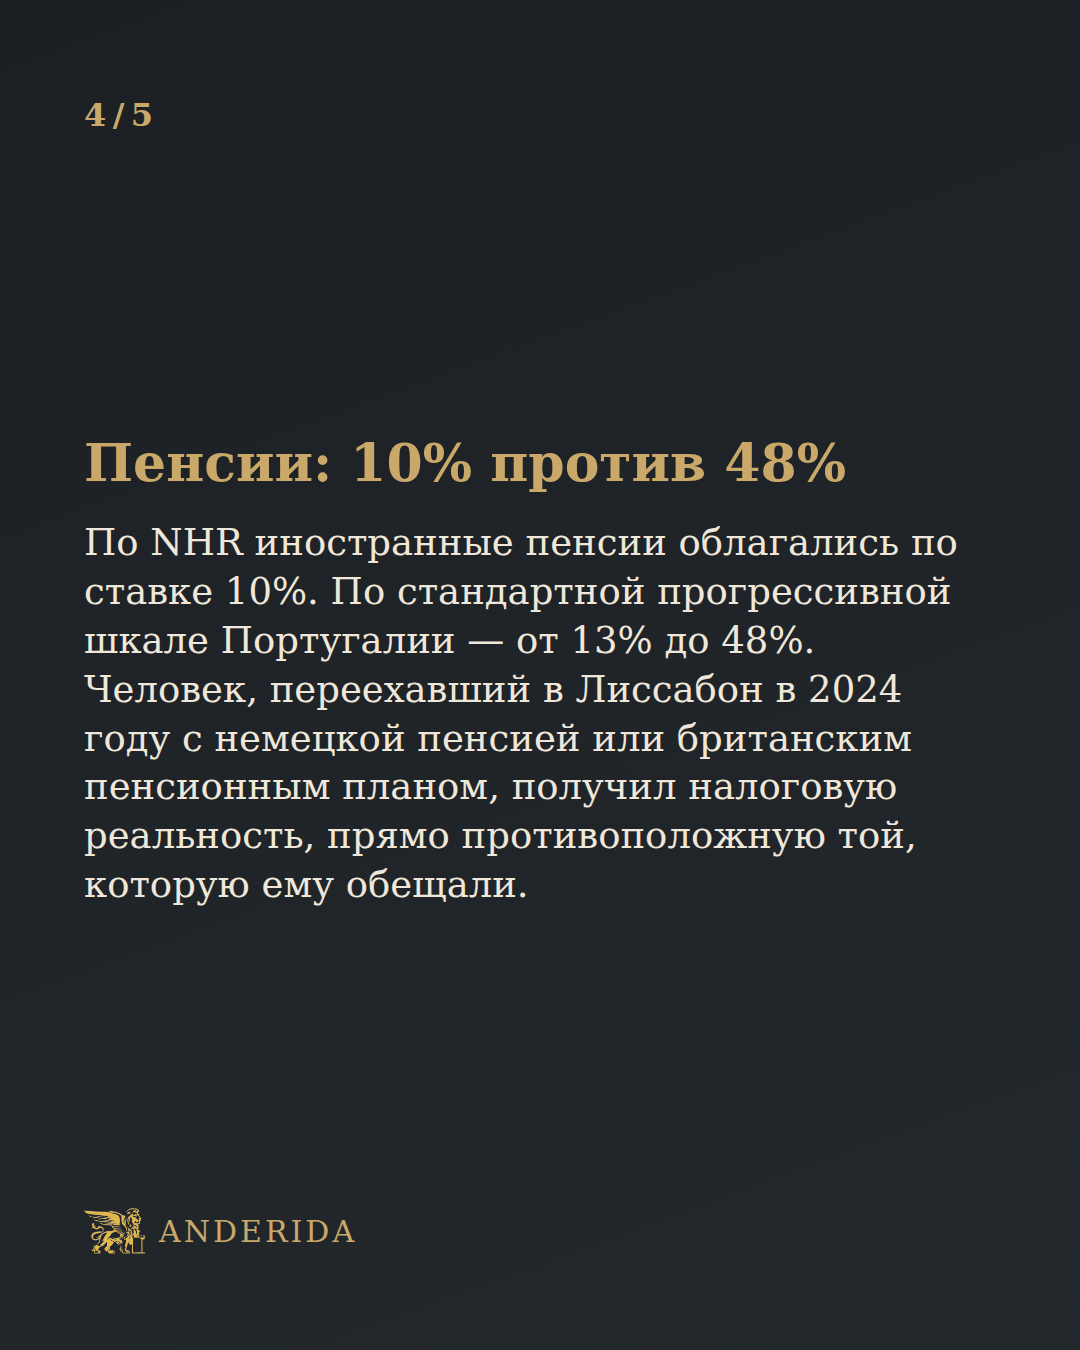 4/5
Пенсии: 10% против 48%
По NHR иностранные пенсии облагались по
ставке 10%. По стандартной прогрессивной
шкале Португалии — от 13% до 48%.
Человек, переехавший в Лиссабон в 2024
году с немецкой пенсией или британским
пенсионным планом, получил налоговую
реальность, прямо противоположную той,
которую ему обещали.
ANDERIDA